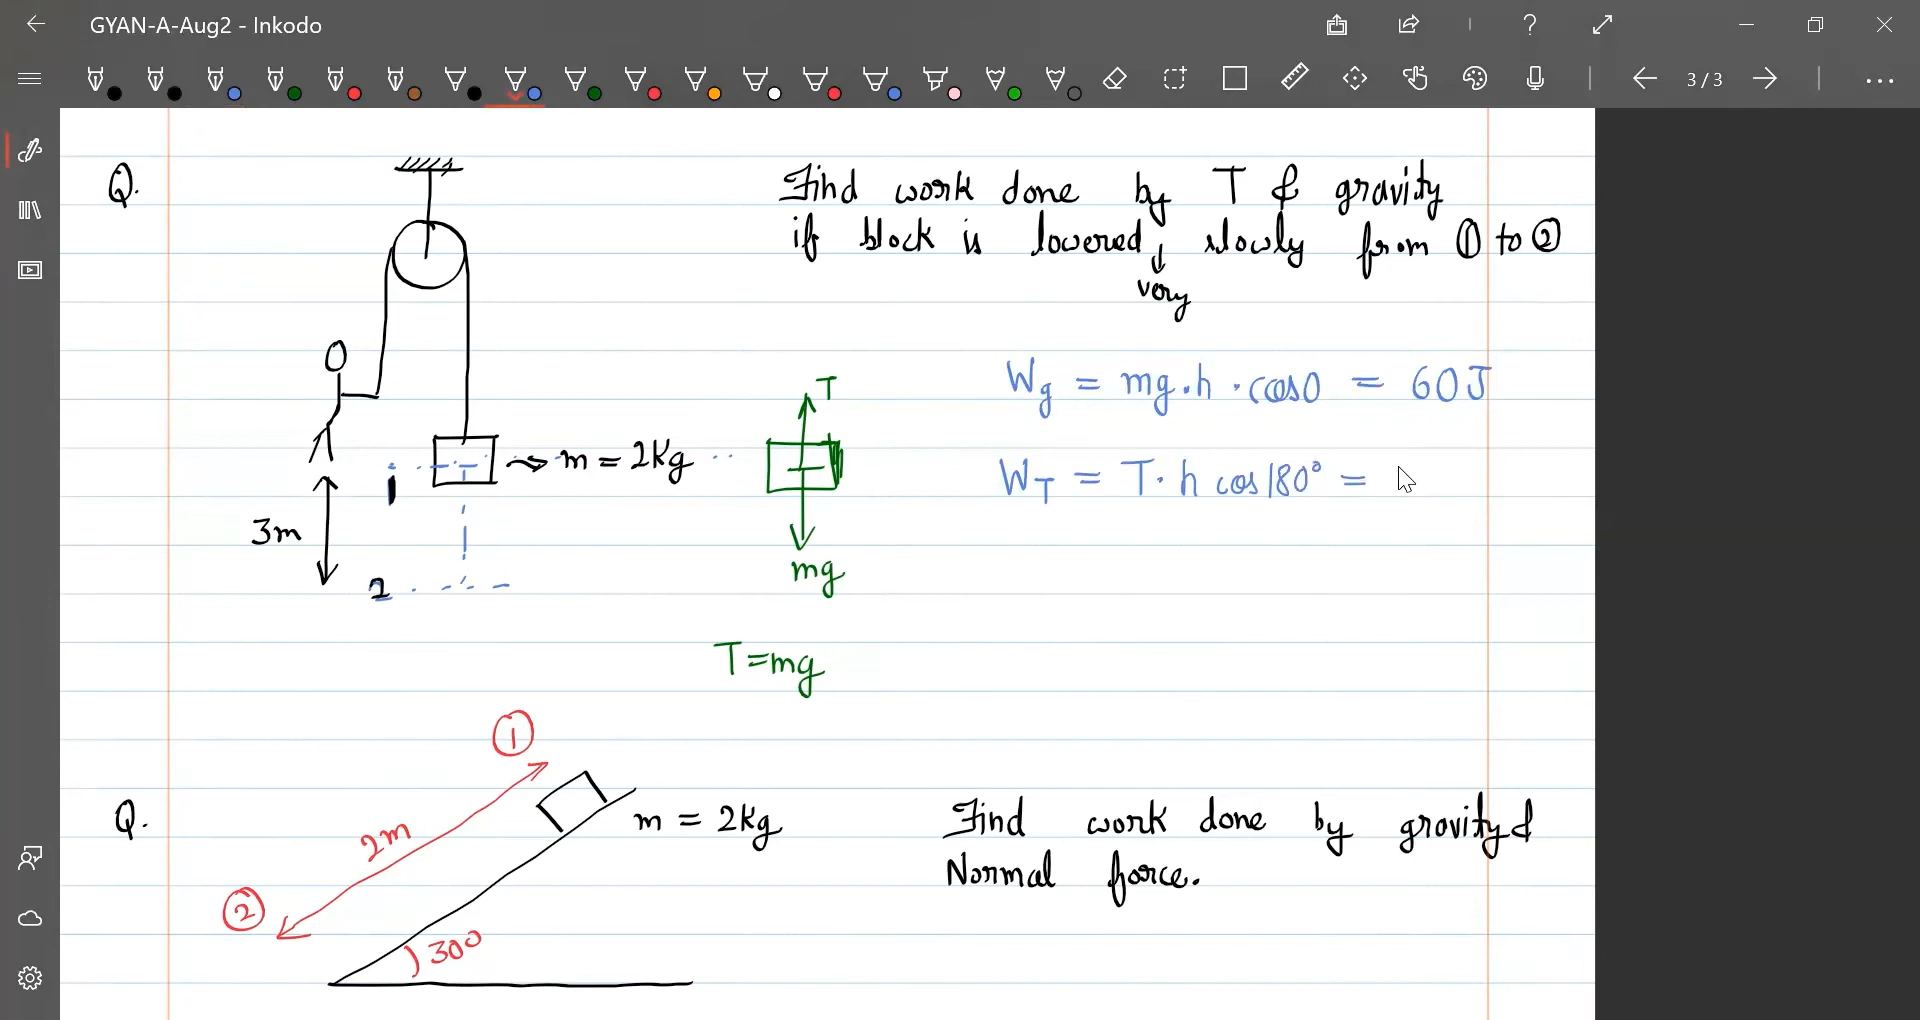 GYAN-A-Aug2 - Inkodo
3/3
Q.
Find work done by T & gravity
if block is lowered slowly from ① to ②
very
Wg = mg.h . cos0 = 60J
T
m = 2kg
WT = T. h cos180° =
1
3m
mg
2
T=mg
①
Q.
m = 2kg
Find work done by gravity &
2m
Normal force.
②
30°